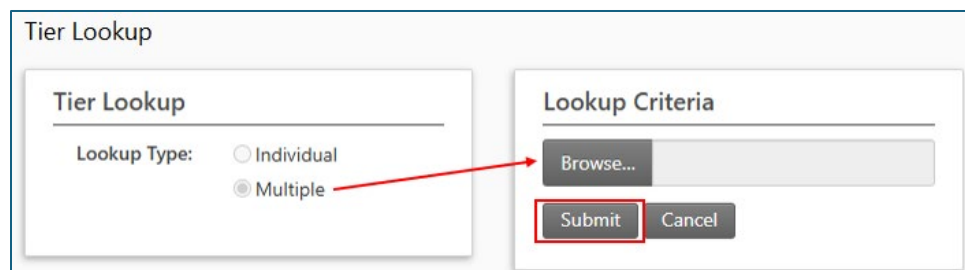 Tier Lookup
Tier Lookup
Lookup Type:
Individual
Multiple
Lookup Criteria
Browse...
Submit
Cancel